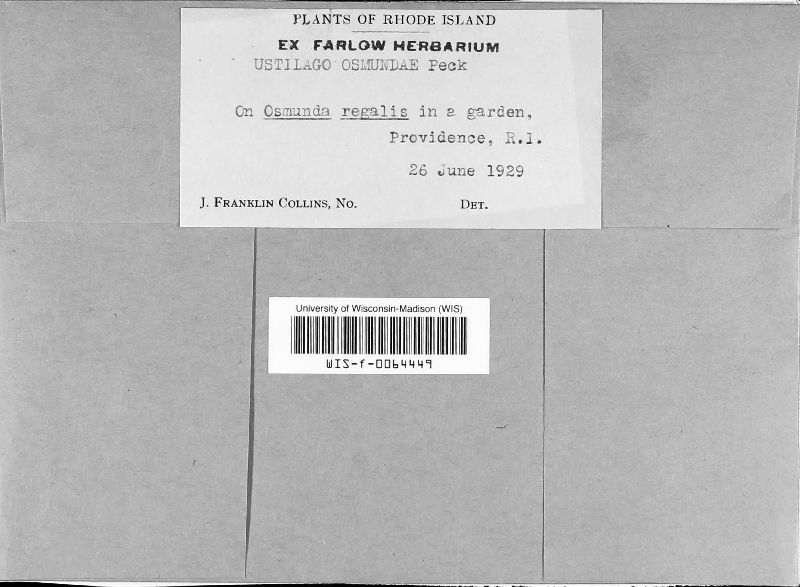 PLANTS OF RHODE ISLAND
EX FARLOW HERBARIUM
USTILAGO OSMUNDAE Peck
On Osmunda regalis in a garden,
Providence, R.I.
26 June 1929
J. FRANKLIN COLLINS, NO. DET.
University of Wisconsin-Madison (WIS)
WIS-f-0064449